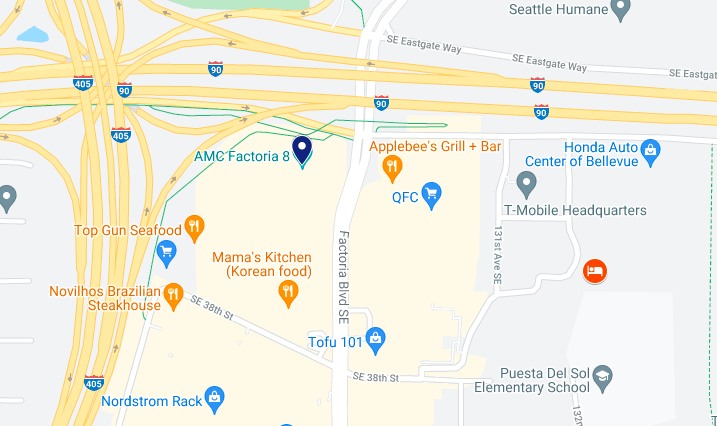 Seattle Humane
SE Eastgate Way
SE Eastgate Way
SE Eastgate
90
405
90
90
90
90
405
AMC Factoria 8
Applebee's Grill + Bar
Honda Auto
Center of Bellevue
QFC
T-Mobile Headquarters
Top Gun Seafood
131st Ave SE
Factoria Blvd SE
Mama's Kitchen
(Korean food)
Novilhos Brazilian
Steakhouse
SE 38th St
Tofu 101
SE 38th St
Puesta Del Sol
Elementary School
405
Nordstrom Rack
132n
T